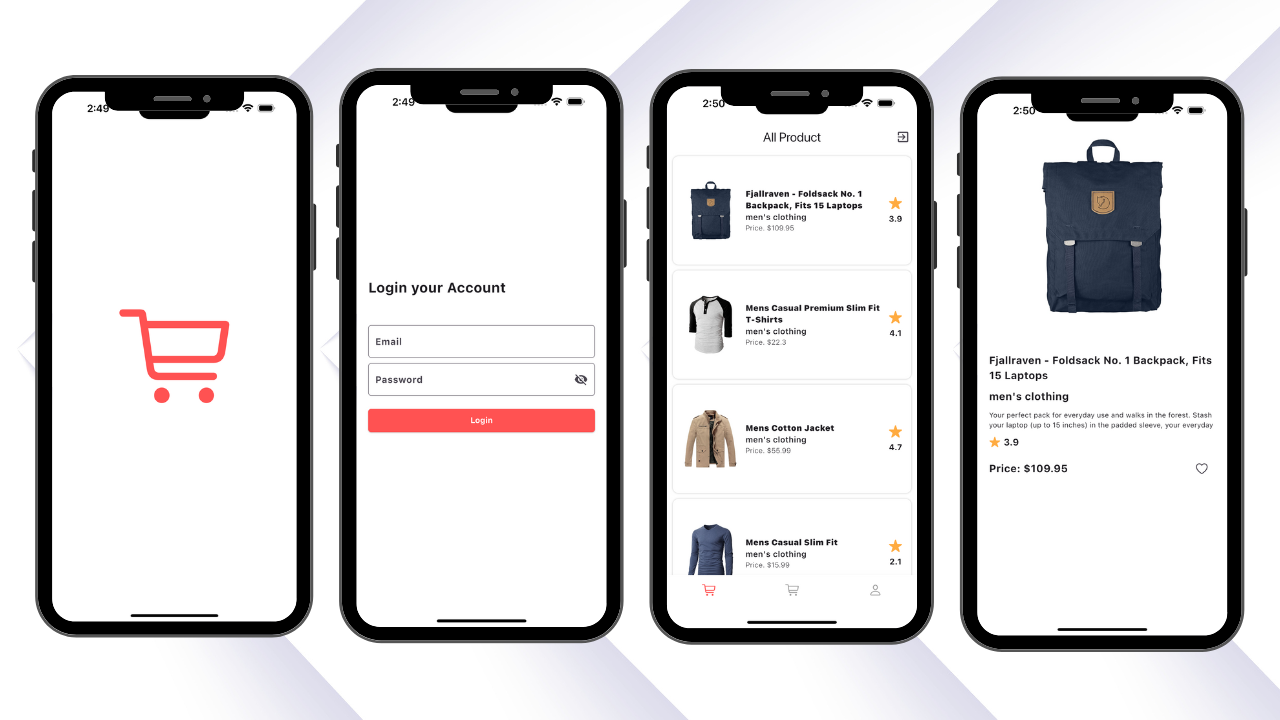 2:49
2:49
Login your Account
Email
Password
Login
2:50
All Product
Fjallraven - Foldsack No. 1
Backpack, Fits 15 Laptops
men's clothing
Price. $109.95
3.9
Mens Casual Premium Slim Fit
T-Shirts
men's clothing
Price. $22.3
4.1
Mens Cotton Jacket
men's clothing
Price. $55.99
4.7
Mens Casual Slim Fit
men's clothing
Price. $15.99
2.1
2:50
Fjallraven - Foldsack No. 1 Backpack, Fits
15 Laptops
men's clothing
Your perfect pack for everyday use and walks in the forest. Stash
your laptop (up to 15 inches) in the padded sleeve, your everyday
3.9
Price: $109.95